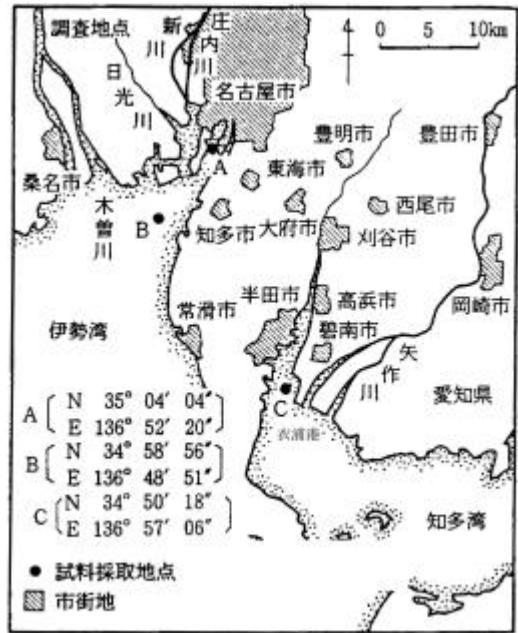 調査地点
新川
庄内川
日光川
名古屋市
4
0 5 10km
A
豊明市
豊田市
東海市
桑名市
木曽川
B
知多市
大府市
西尾市
刈谷市
常滑市
半田市
高浜市
岡崎市
碧南市
矢作川
伊勢湾
愛知県
C
衣浦港
A N 35° 04′ 04″
E 136° 52′ 20″
B N 34° 58′ 56″
E 136° 48′ 51″
C N 34° 50′ 18″
E 136° 57′ 06″
知多湾
● 試料採取地点
市街地